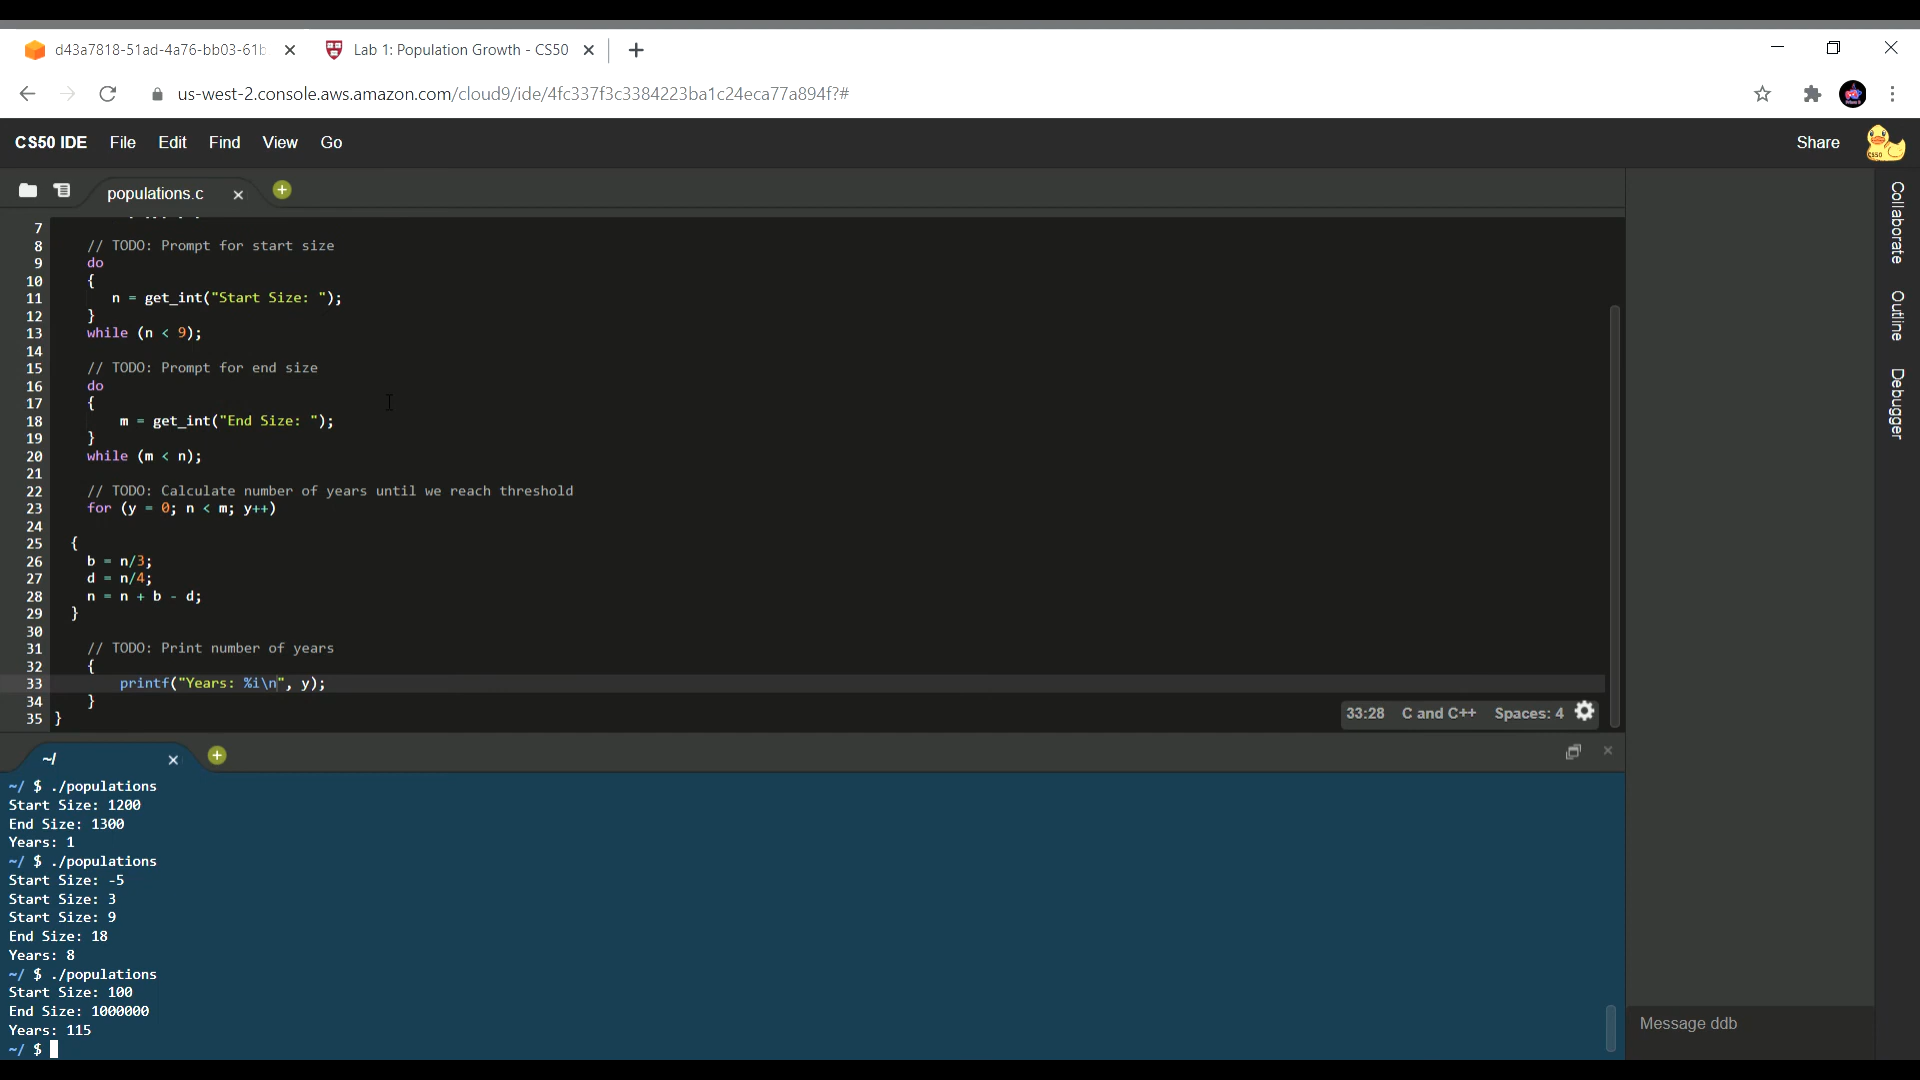 d43a7818-51ad-4a76-bb03-61b
Lab 1: Population Growth - CS50
us-west-2.console.aws.amazon.com/cloud9/ide/4fc337f3c3384223ba1c24eca77a894f?#
CS50 IDE File Edit Find View Go Share
populations.c
7
8 // TODO: Prompt for start size
9 do
10 {
11 n = get_int("Start Size: ");
12 }
13 while (n < 9);
14
15 // TODO: Prompt for end size
16 do
17 {
18 m = get_int("End Size: ");
19 }
20 while (m < n);
21
22 // TODO: Calculate number of years until we reach threshold
23 for (y = 0; n < m; y++)
24
25 {
26 b = n/3;
27 d = n/4;
28 n = n + b - d;
29 }
30
31 // TODO: Print number of years
32 {
33 printf("Years: %i\n", y);
34 }
35 }
33:28 C and C++ Spaces: 4
Collaborate
Outline
Debugger
~/
~/ $ ./populations
Start Size: 1200
End Size: 1300
Years: 1
~/ $ ./populations
Start Size: -5
Start Size: 3
Start Size: 9
End Size: 18
Years: 8
~/ $ ./populations
Start Size: 100
End Size: 1000000
Years: 115
~/ $
Message ddb